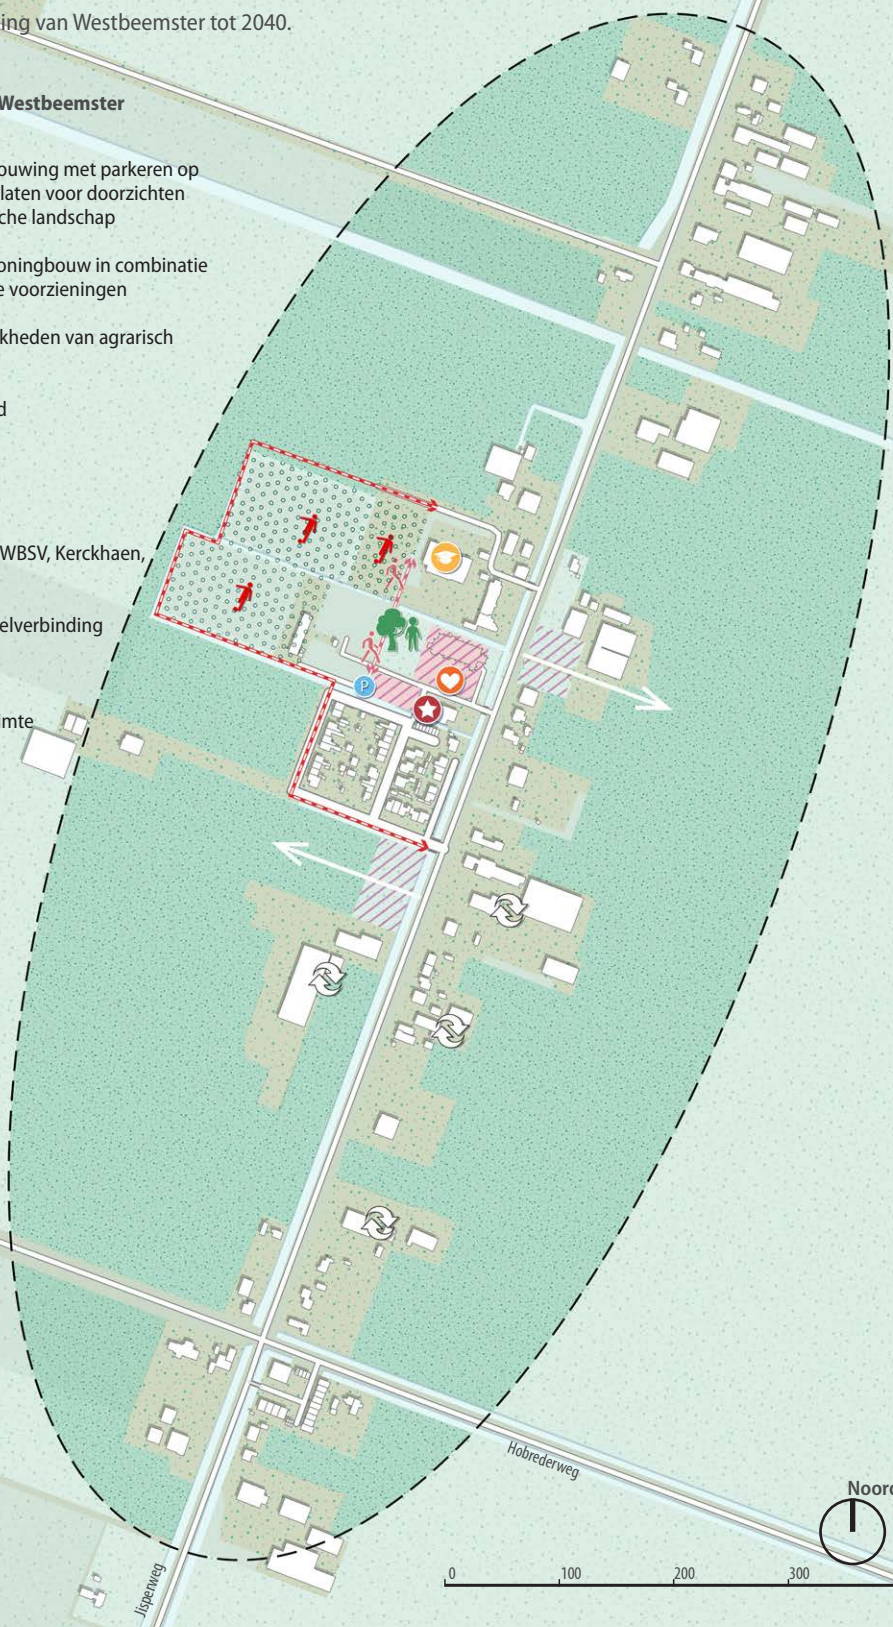 ing van Westbeemster tot 2040.
Westbeemster
ouwing met parkeren op
laten voor doorzichten
che landschap
oningbouw in combinatie
e voorzieningen
kheden van agrarisch
d
WBSV, Kerckhaen,
elverbinding
imte
P
Hobrederweg
Jisperweg
Noord
0 100 200 300